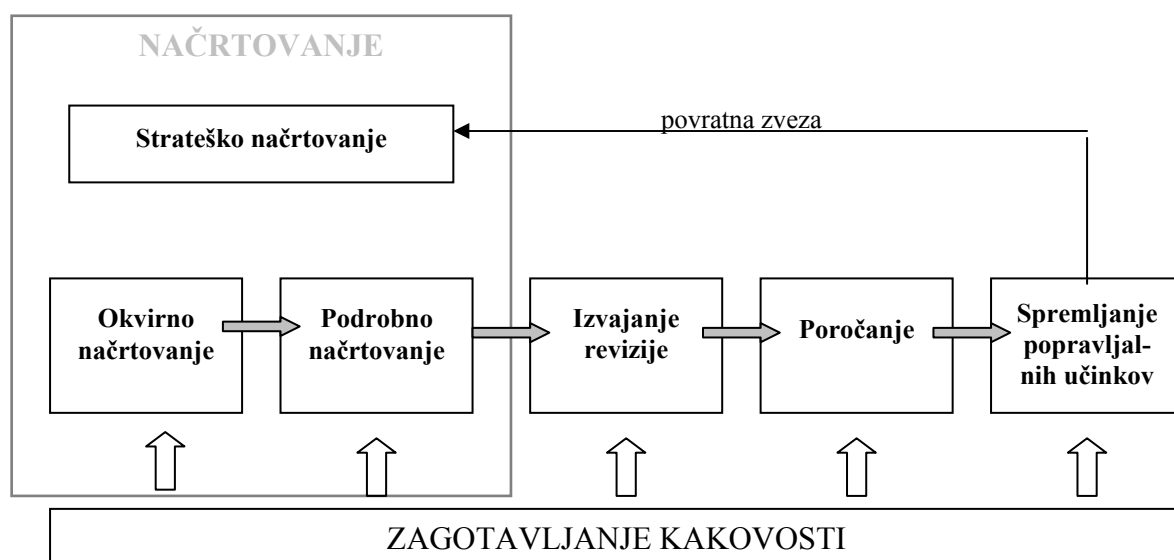 NAČRTOVANJE
Strateško načrtovanje
povratna zveza
Okvirno
načrtovanje
Podrobno
načrtovanje
Izvajanje
revizije
Poročanje
Spremljanje
popravljal-
nih učinkov
ZAGOTAVLJANJE KAKOVOSTI